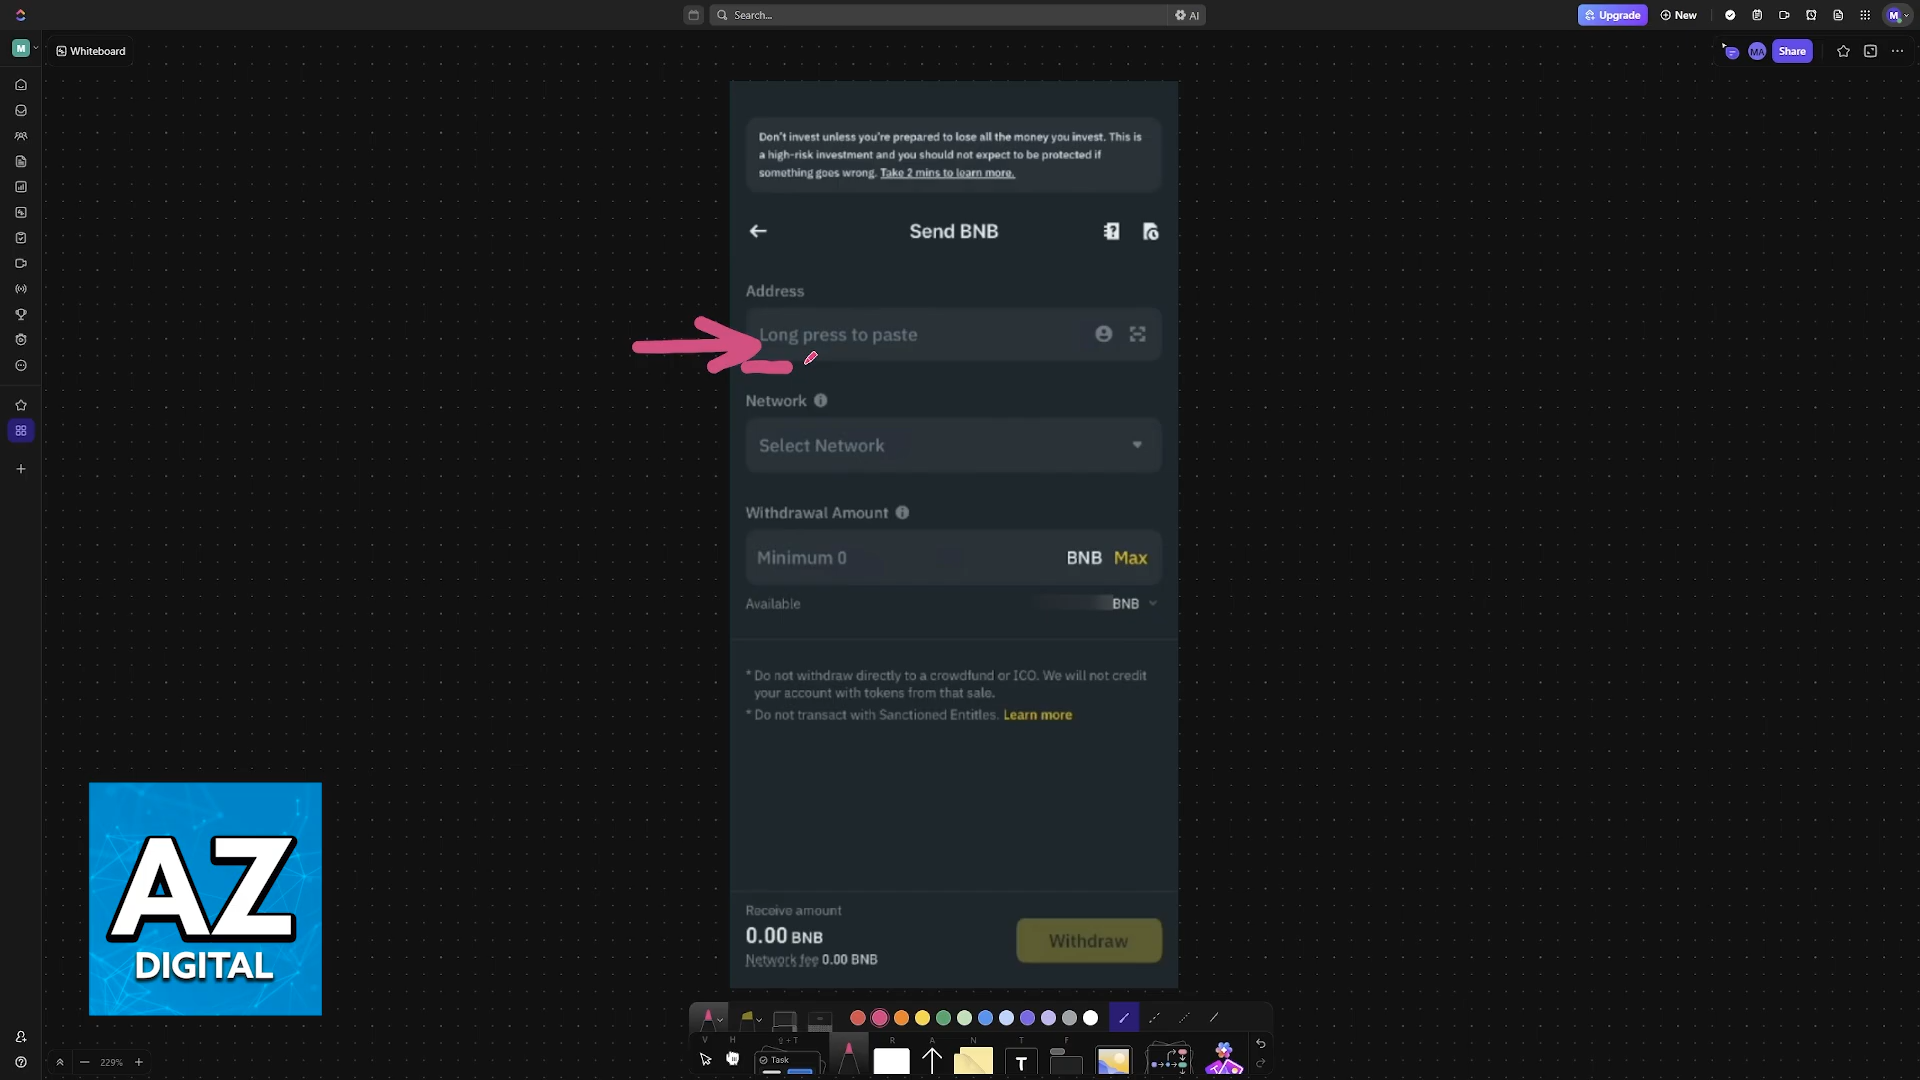 Search...
AI
Upgrade
New
M
M
Whiteboard
MA
Share
Don't invest unless you're prepared to lose all the money you invest. This is
a high-risk investment and you should not expect to be protected if
something goes wrong. Take 2 mins to learn more.
Send BNB
Address
Long press to paste
Network
Select Network
Withdrawal Amount
Minimum 0
BNB Max
Available
BNB
* Do not withdraw directly to a crowdfund or ICO. We will not credit
your account with tokens from that sale.
* Do not transact with Sanctioned Entitles. Learn more
AZ
DIGITAL
Receive amount
0.00 BNB
Network fee 0.00 BNB
Withdraw
V
H
⇧ + T
R
A
N
T
F
Task
T
229%